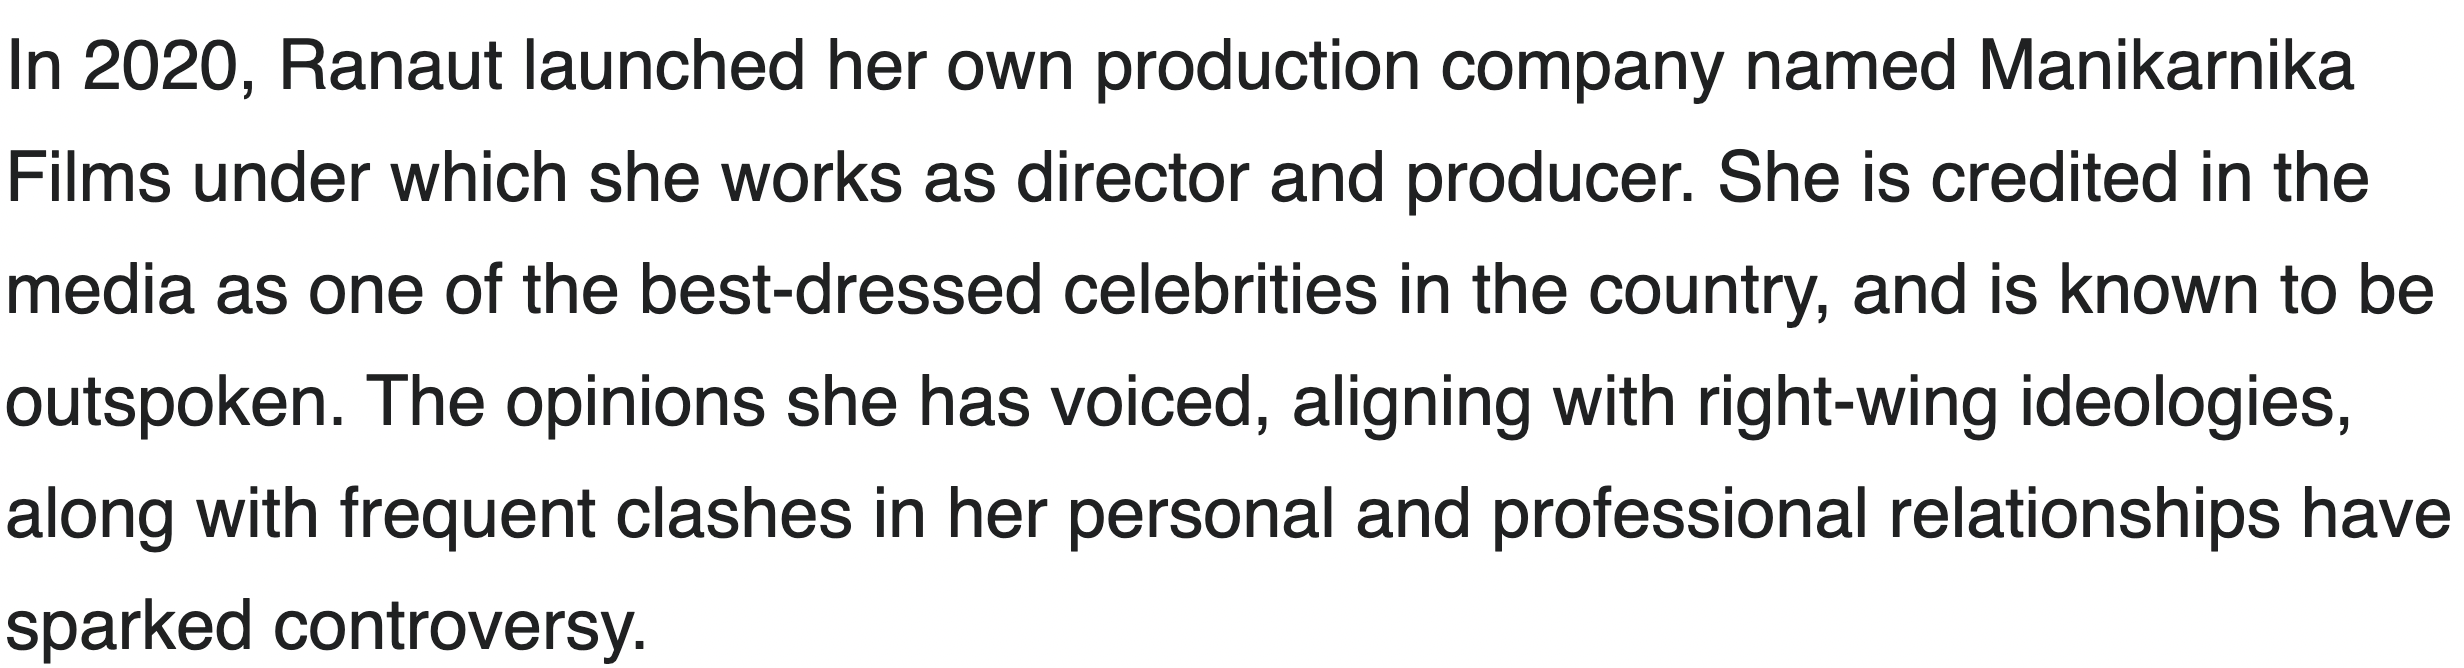 In 2020, Ranaut launched her own production company named Manikarnika
Films under which she works as director and producer. She is credited in the
media as one of the best-dressed celebrities in the country, and is known to be
outspoken. The opinions she has voiced, aligning with right-wing ideologies,
along with frequent clashes in her personal and professional relationships have
sparked controversy.